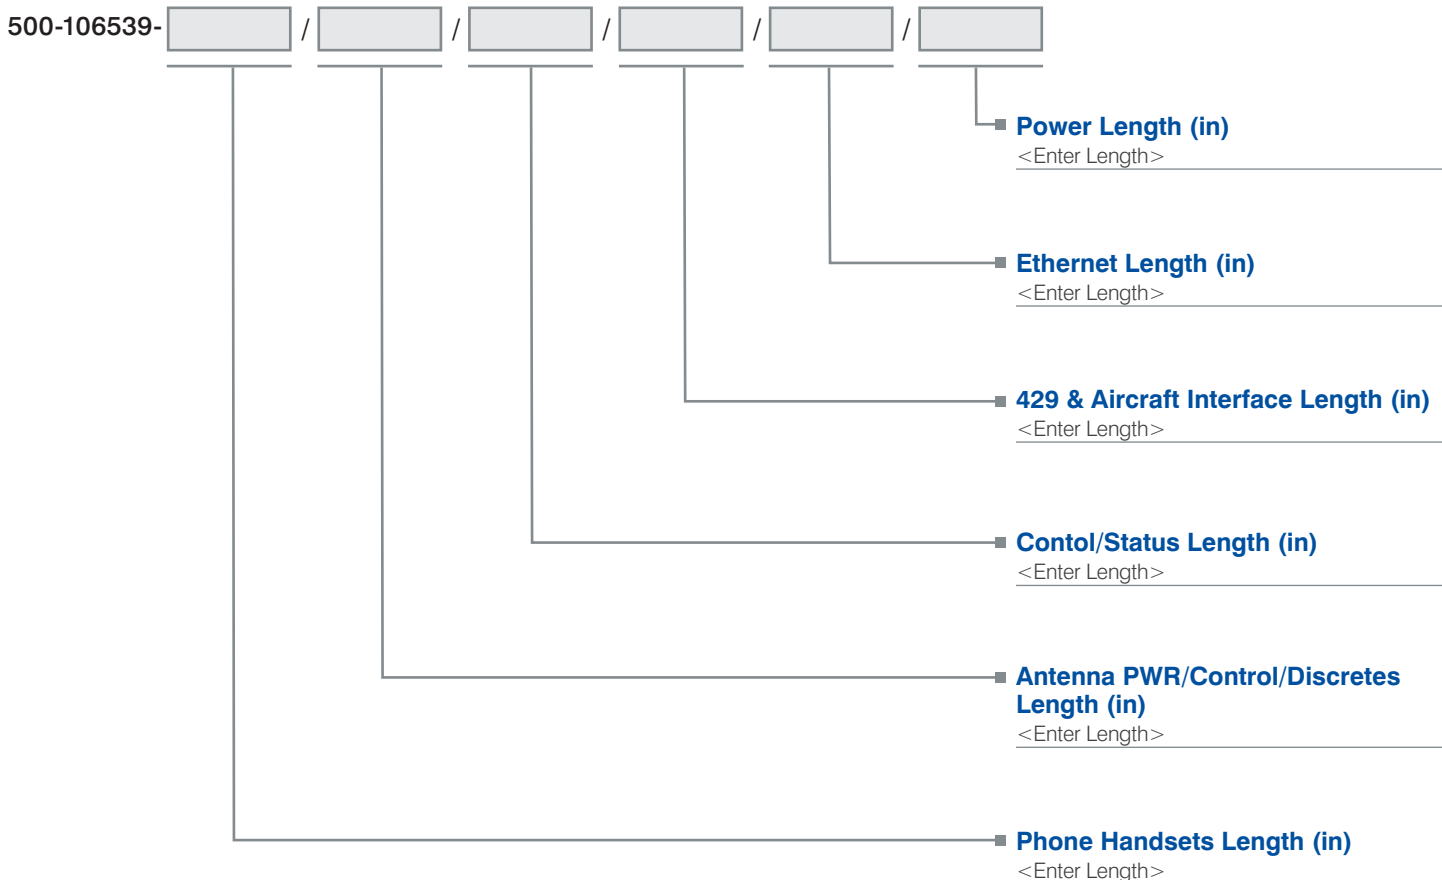 500-106539- / / / / /
Power Length (in)
<Enter Length>
Ethernet Length (in)
<Enter Length>
429 & Aircraft Interface Length (in)
<Enter Length>
Contol/Status Length (in)
<Enter Length>
Antenna PWR/Control/Discretes
Length (in)
<Enter Length>
Phone Handsets Length (in)
<Enter Length>